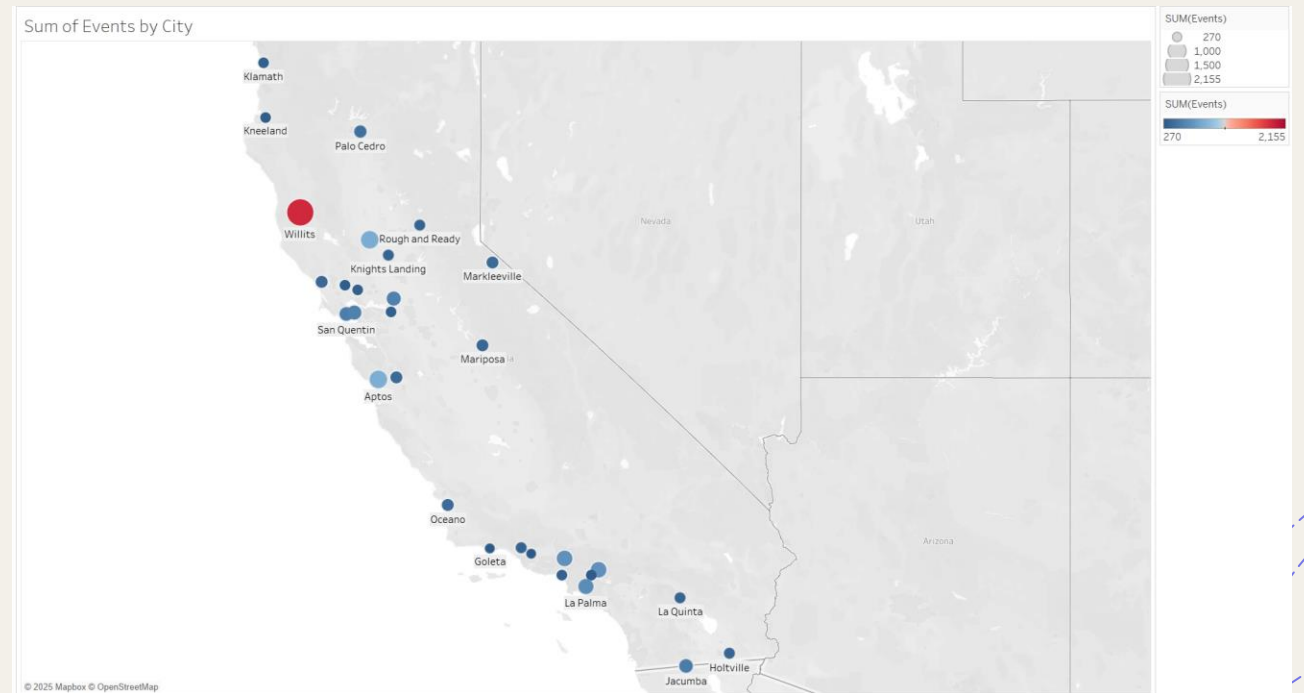 Sum of Events by City
SUM(Events)
270
1,000
1,500
2,155
SUM(Events)
270 2,155
Klamath
Kneeland
Palo Cedro
Willits
Rough and Ready
Knights Landing
Markleeville
San Quentin
Mariposa
Aptos
Oceano
Goleta
La Palma
La Quinta
Holtville
Jacumba
Nevada
Utah
Arizona
© 2025 Mapbox © OpenStreetMap